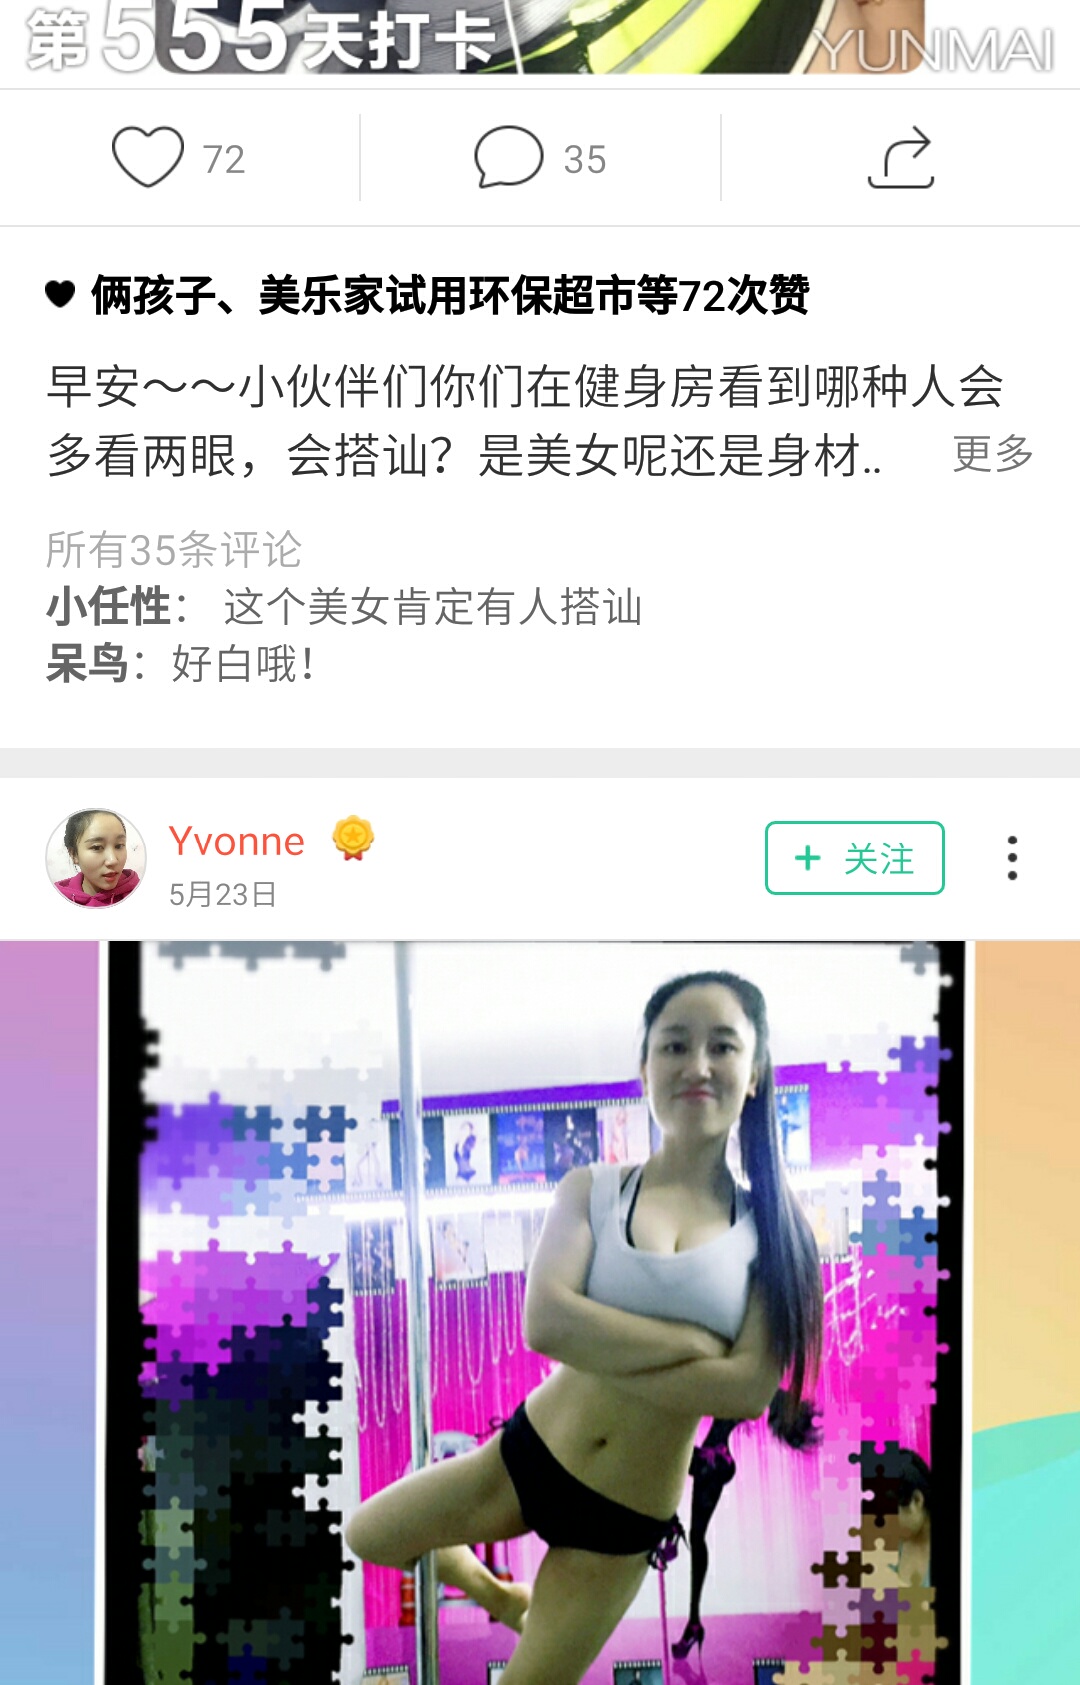 第555天打卡
YUNMAI
72
35
俩孩子、美乐家试用环保超市等72次赞
早安～～小伙伴们你们在健身房看到哪种人会
多看两眼，会搭讪？是美女呢还是身材.. 更多
所有35条评论
小任性： 这个美女肯定有人搭讪
呆鸟：好白哦！
Yvonne
+ 关注
5月23日